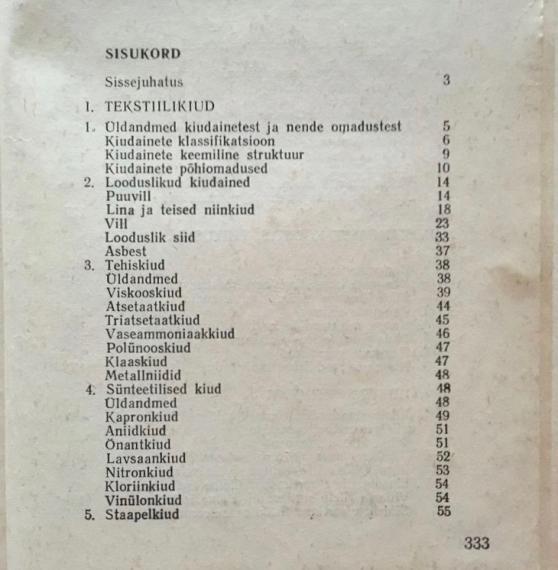 SISUKORD
Sissejuhatus 3
1. TEKSTIILIKIUD
1. Üldandmed kiudainetest ja nende omadustest 5
Kiudainete klassifikatsioon 6
Kiudainete keemiline struktuur 9
Kiudainete põhiomadused 10
2. Looduslikud kiudained 14
Puuvill 14
Lina ja teised niinkiud 18
Vill 23
Looduslik siid 33
Asbest 37
3. Tehiskiud 38
Üldandmed 38
Viskooskiud 39
Atsetaatkiud 44
Triatsetaatkiud 45
Vaseammoniaakkiud 46
Polünooskiud 47
Klaaskiud 47
Metallniidid 48
4. Sünteetilised kiud 48
Üldandmed 48
Kapronkiud 49
Aniidkiud 51
Önantkiud 51
Lavsaankiud 52
Nitronkiud 53
Kloriinkiud 54
Vinülonkiud 54
5. Staapelkiud 55
333